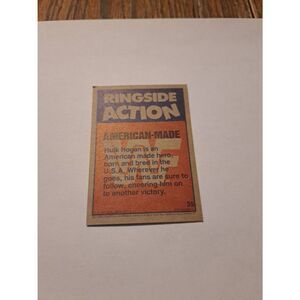 RINGSIDE
ACTION
AMERICAN-MADE
Hulk Hogan is an
American made hero,
born and bred in the
U.S.A. Wherever he
goes, his fans are sure to
follow, cheering him on
to another victory.